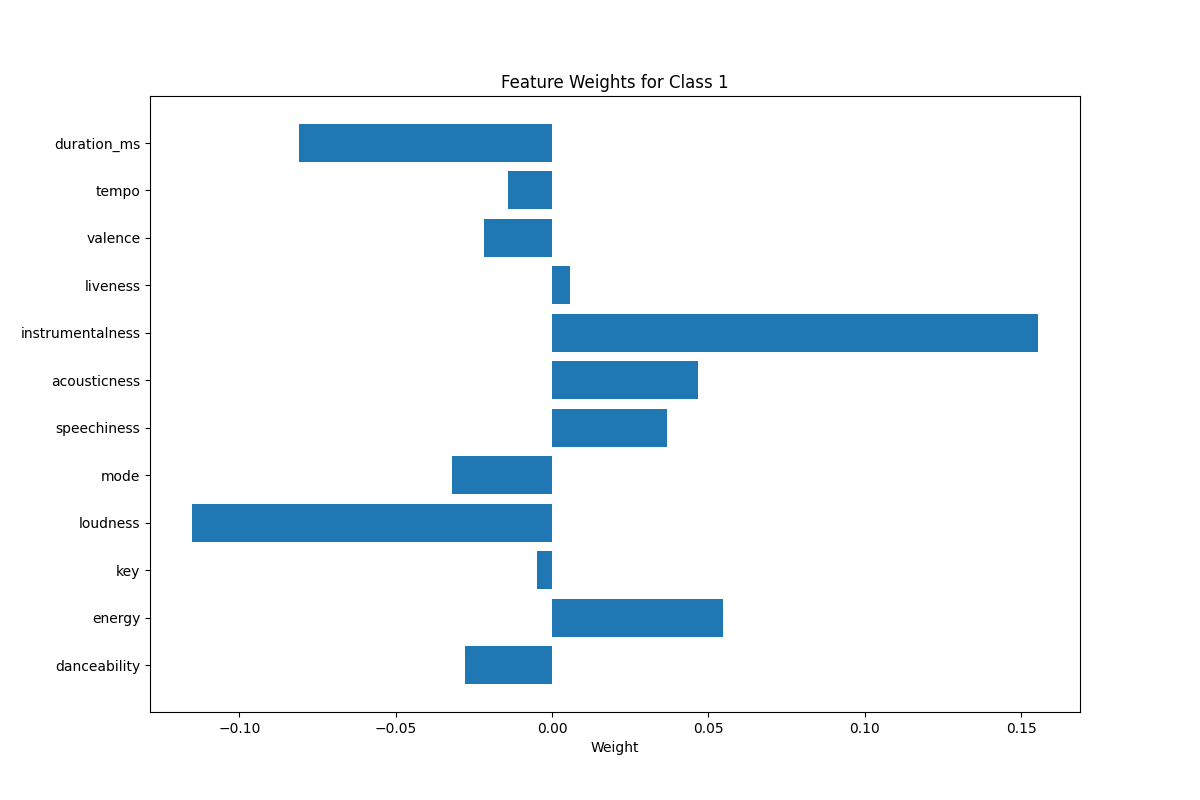 Feature Weights for Class 1
duration_ms
tempo
valence
liveness
instrumentalness
acousticness
speechiness
mode
loudness
key
energy
danceability
−0.10 −0.05 0.00 0.05 0.10 0.15
Weight